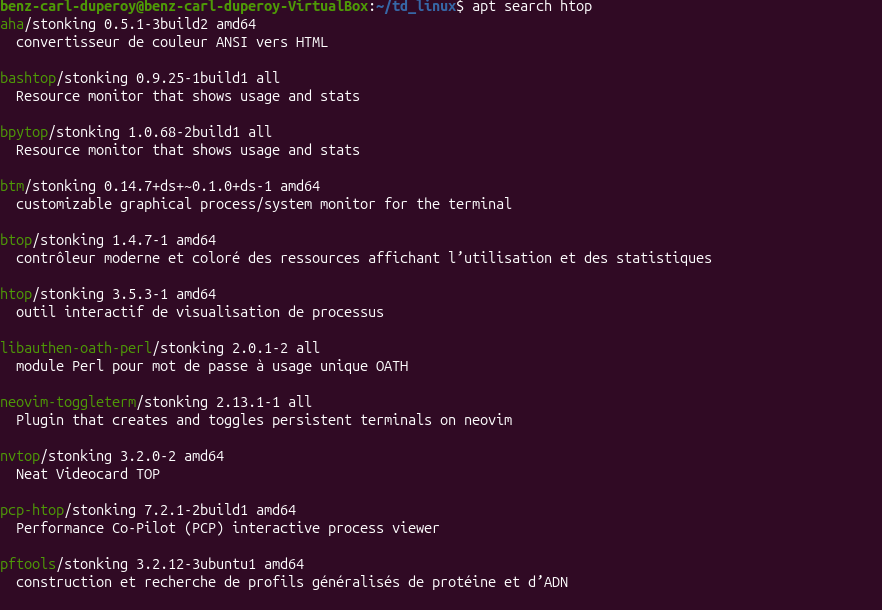 benz-carl-duperoy@benz-carl-duperoy-VirtualBox:~/td_linux$ apt search htop
aha/stonking 0.5.1-3build2 amd64
  convertisseur de couleur ANSI vers HTML

bashtop/stonking 0.9.25-1build1 all
  Resource monitor that shows usage and stats

bpytop/stonking 1.0.68-2build1 all
  Resource monitor that shows usage and stats

btm/stonking 0.14.7+ds+~0.1.0+ds-1 amd64
  customizable graphical process/system monitor for the terminal

btop/stonking 1.4.7-1 amd64
  contrôleur moderne et coloré des ressources affichant l’utilisation et des statistiques

htop/stonking 3.5.3-1 amd64
  outil interactif de visualisation de processus

libauthen-oath-perl/stonking 2.0.1-2 all
  module Perl pour mot de passe à usage unique OATH

neovim-toggleterm/stonking 2.13.1-1 all
  Plugin that creates and toggles persistent terminals on neovim

nvtop/stonking 3.2.0-2 amd64
  Neat Videocard TOP

pcp-htop/stonking 7.2.1-2build1 amd64
  Performance Co-Pilot (PCP) interactive process viewer

pftools/stonking 3.2.12-3ubuntu1 amd64
  construction et recherche de profils généralisés de protéine et d’ADN